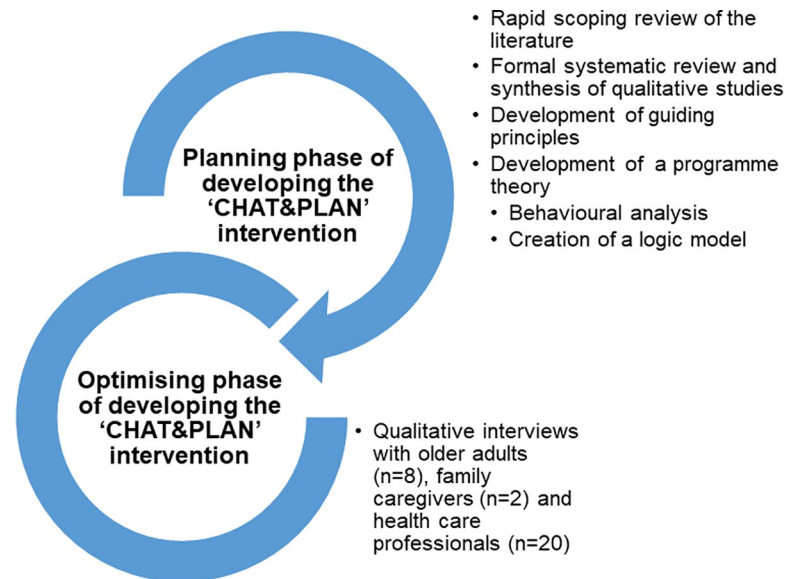 • Rapid scoping review of the
literature
• Formal systematic review and
synthesis of qualitative studies
• Development of guiding
principles
• Development of a programme
theory
• Behavioural analysis
• Creation of a logic model
Planning phase of
developing the
‘CHAT&PLAN’
intervention
Optimising phase
of developing the
‘CHAT&PLAN’
intervention
• Qualitative interviews
with older adults
(n=8), family
caregivers (n=2) and
health care
professionals (n=20)